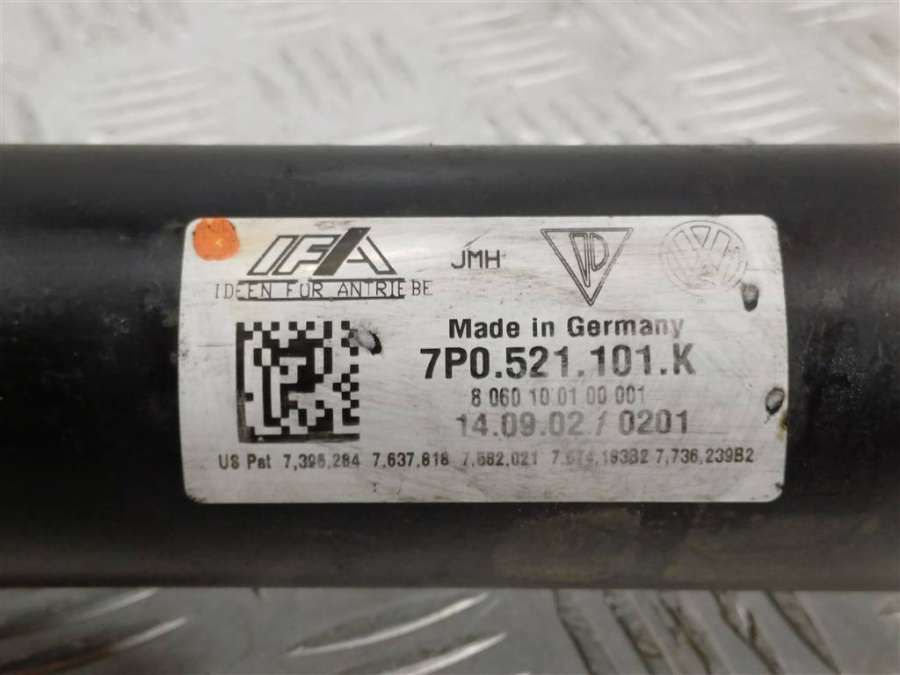 IFA
JMH
IDEEN FÜR ANTRIEBE
Made in Germany
7P0.521.101.K
8 060 10 01 00 001
14.09.02 / 0201
US Pat 7,396,284 7,637,818 7,682,021 7,674,183B2 7,736,239B2